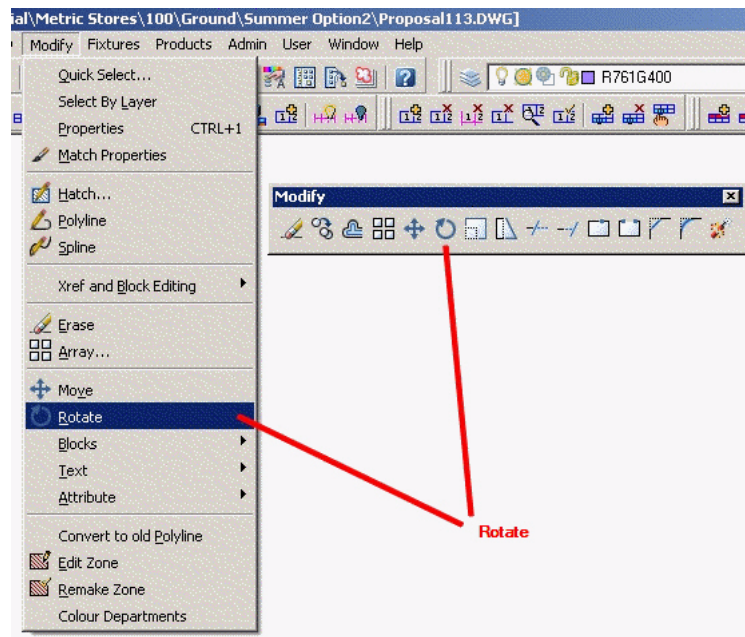 ial\Metric Stores\100\Ground\Summer Option2\Proposal113.DWG]
Modify Fixtures Products Admin User Window Help
Quick Select...
R761G400
Select By Layer
Properties CTRL+1
Match Properties
Modify
Hatch...
Polyline
Spline
Xref and Block Editing
Erase
Array...
Move
Rotate
Blocks
Text
Attribute
Rotate
Convert to old Polyline
Edit Zone
Remake Zone
Colour Departments